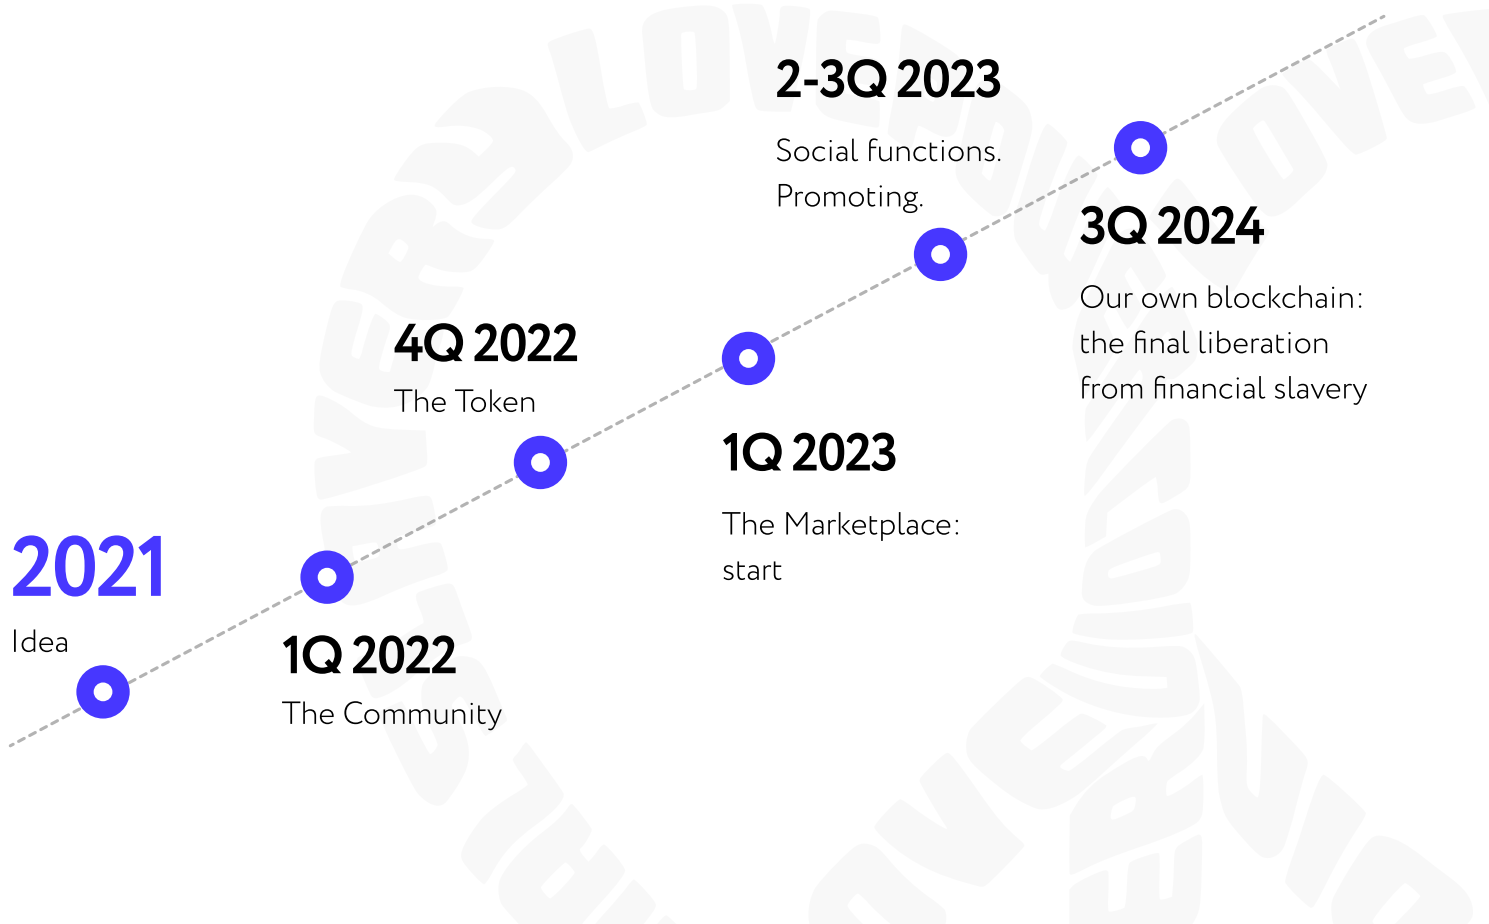 2021
Idea
1Q 2022
The Community
4Q 2022
The Token
1Q 2023
The Marketplace:
start
2-3Q 2023
Social functions.
Promoting.
3Q 2024
Our own blockchain:
the final liberation
from financial slavery